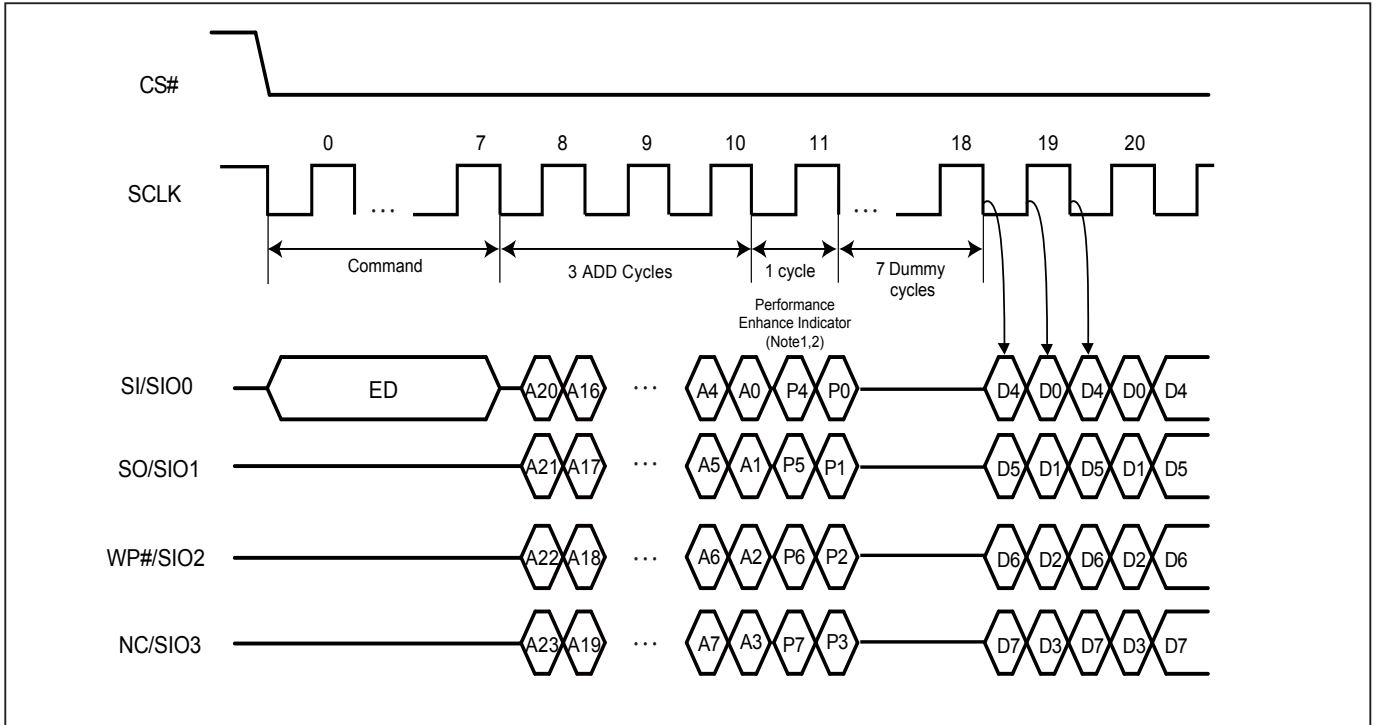 CS#
0 7 8 9 10 11 18 19 20
SCLK
... ...
Command
3 ADD Cycles
1 cycle
7 Dummy
cycles
Performance
Enhance Indicator
(Note1,2)
SI/SIO0 ED A20 A16 ... A4 A0 P4 P0 D4 D0 D4 D0 D4
SO/SIO1 A21 A17 ... A5 A1 P5 P1 D5 D1 D5 D1 D5
WP#/SIO2 A22 A18 ... A6 A2 P6 P2 D6 D2 D6 D2 D6
NC/SIO3 A23 A19 ... A7 A3 P7 P3 D7 D3 D7 D3 D7